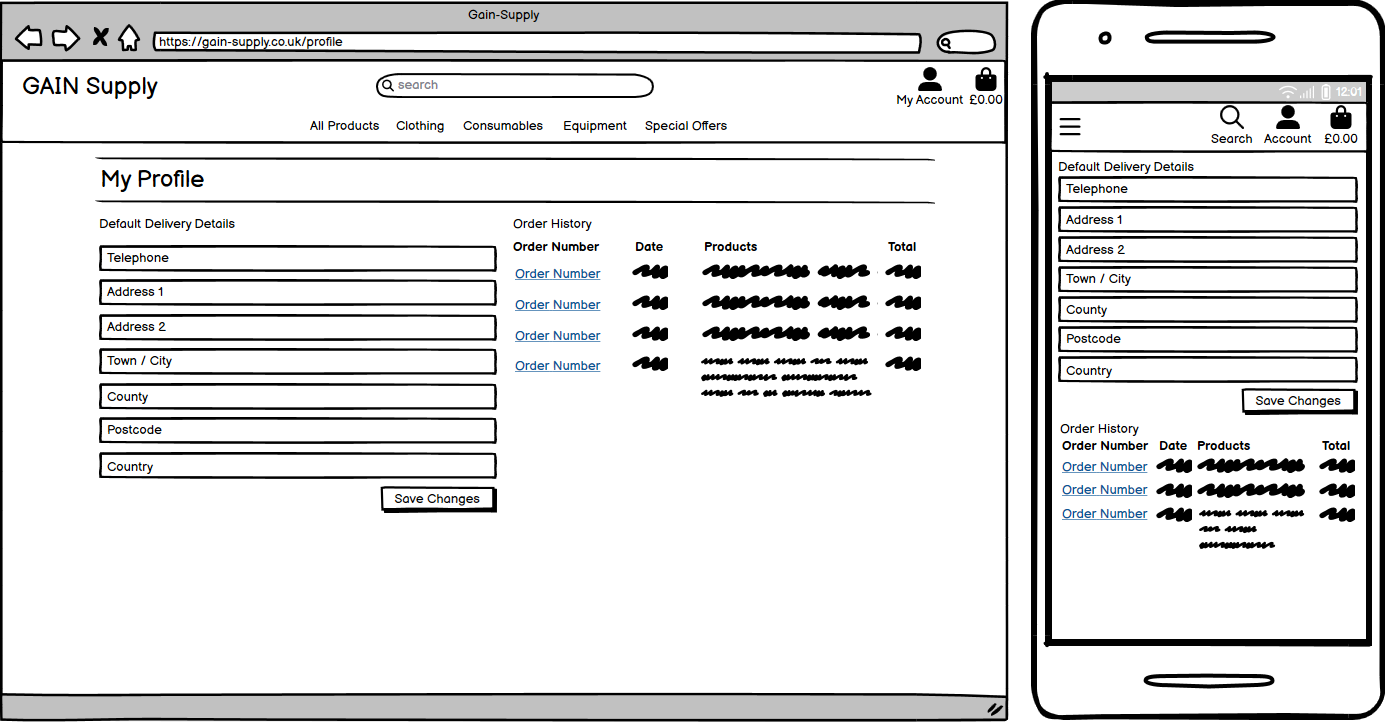 Gain-Supply
https://gain-supply.co.uk/profile
GAIN Supply
search
My Account £0.00
All Products Clothing Consumables Equipment Special Offers
My Profile
Default Delivery Details
Telephone
Address 1
Address 2
Town / City
County
Postcode
Country
Save Changes
Order History
Order Number Date Products Total
Order Number
Order Number
Order Number
Order Number
12:01
Search Account £0.00
Default Delivery Details
Telephone
Address 1
Address 2
Town / City
County
Postcode
Country
Save Changes
Order History
Order Number Date Products Total
Order Number
Order Number
Order Number